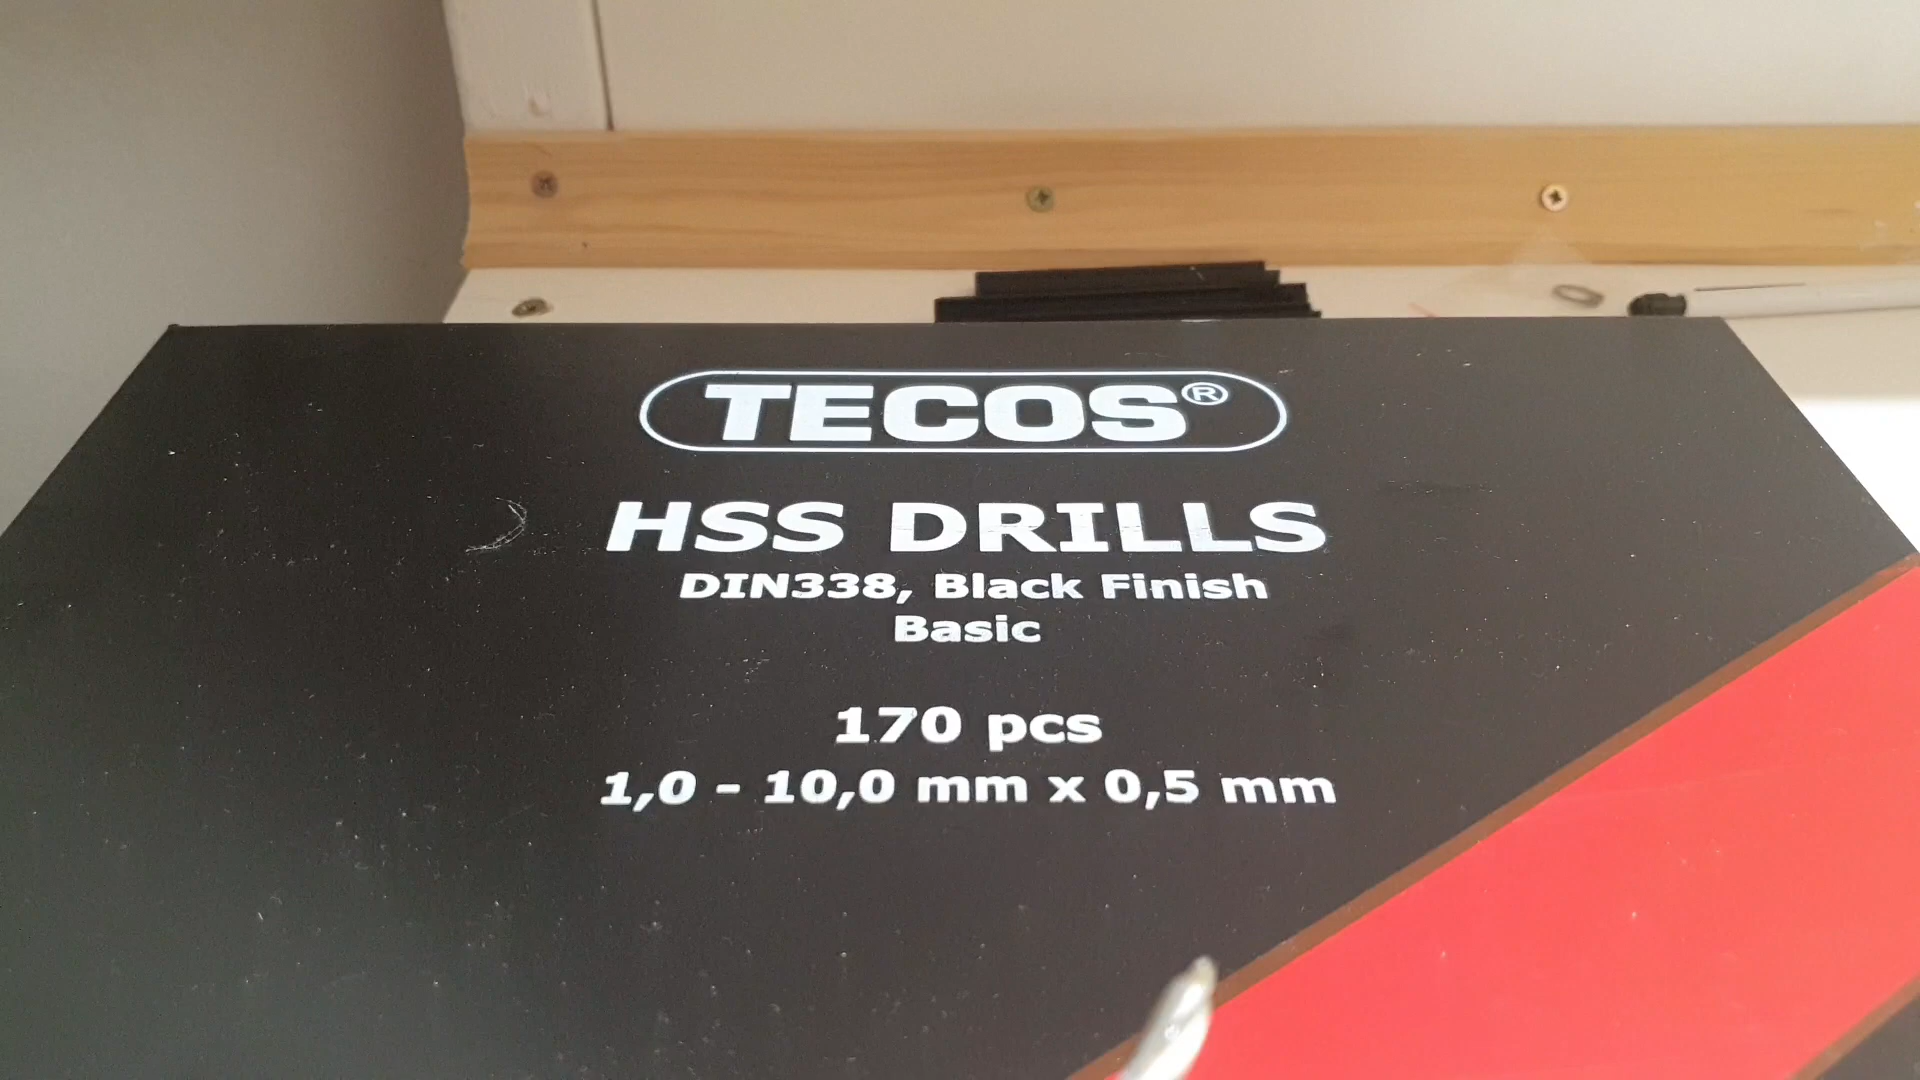 TECOS®
HSS DRILLS
DIN338, Black Finish
Basic
170 pcs
1,0 - 10,0 mm x 0,5 mm